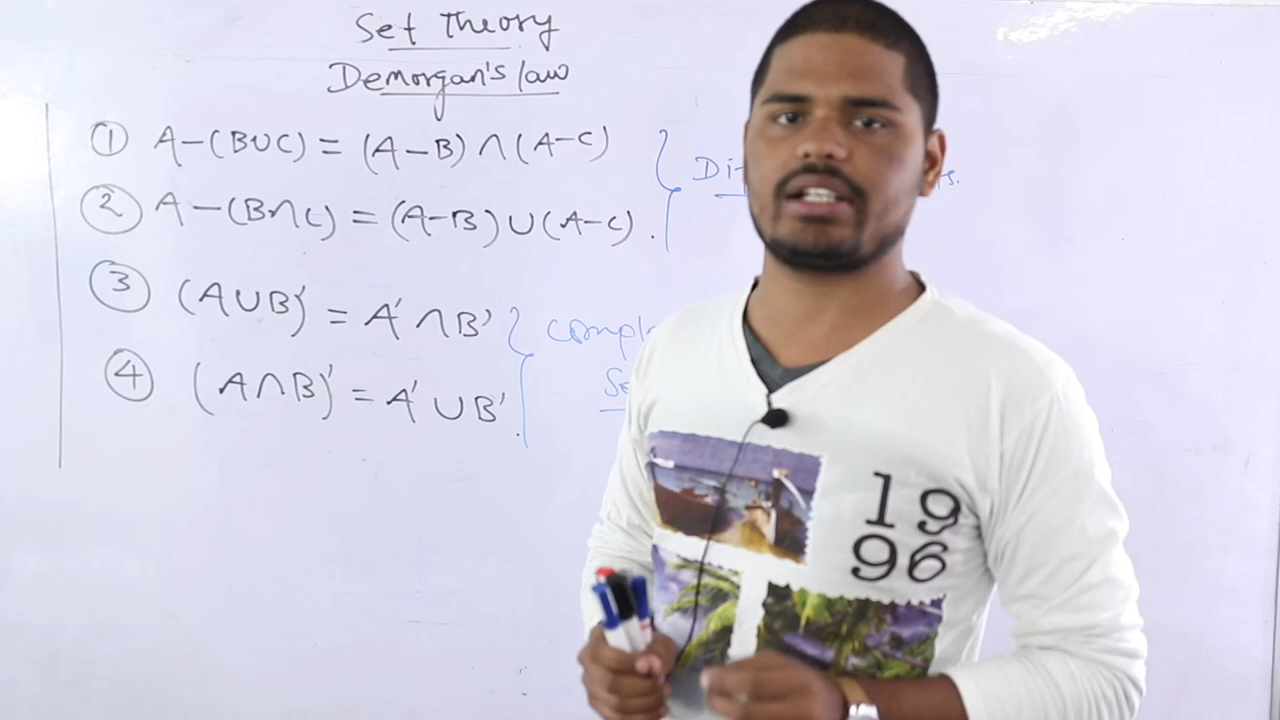 Set Theory
Demorgan's law
① A-(B∪C) = (A-B)∩(A-C)
② A-(B∩C) = (A-B)∪(A-C).
③ (A∪B)' = A'∩B'
④ (A∩B)' = A'∪B'.
19
96